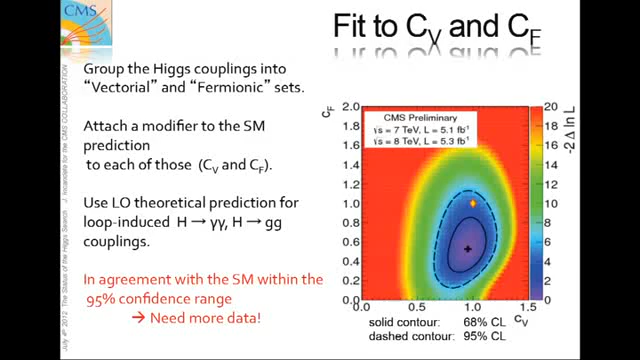 CMS
Fit to CV and CF
Group the Higgs couplings into
“Vectorial” and “Fermionic” sets.
Attach a modifier to the SM
prediction
to each of those (CV and CF).
Use LO theoretical prediction for
loop-induced H → γγ, H → gg
couplings.
In agreement with the SM within the
95% confidence range
→ Need more data!
July 4th 2012 The Status of the Higgs Search J. Incandela for the CMS COLLABORATION
CF
2.0
1.8
1.6
1.4
1.2
1.0
0.8
0.6
0.4
0.2
0.0
CMS Preliminary
√s = 7 TeV, L = 5.1 fb⁻¹
√s = 8 TeV, L = 5.3 fb⁻¹
0.0 0.5 1.0 1.5 CV
20
18
16
14
12
10
8
6
4
2
0
-2 Δ ln L
solid contour: 68% CL
dashed contour: 95% CL